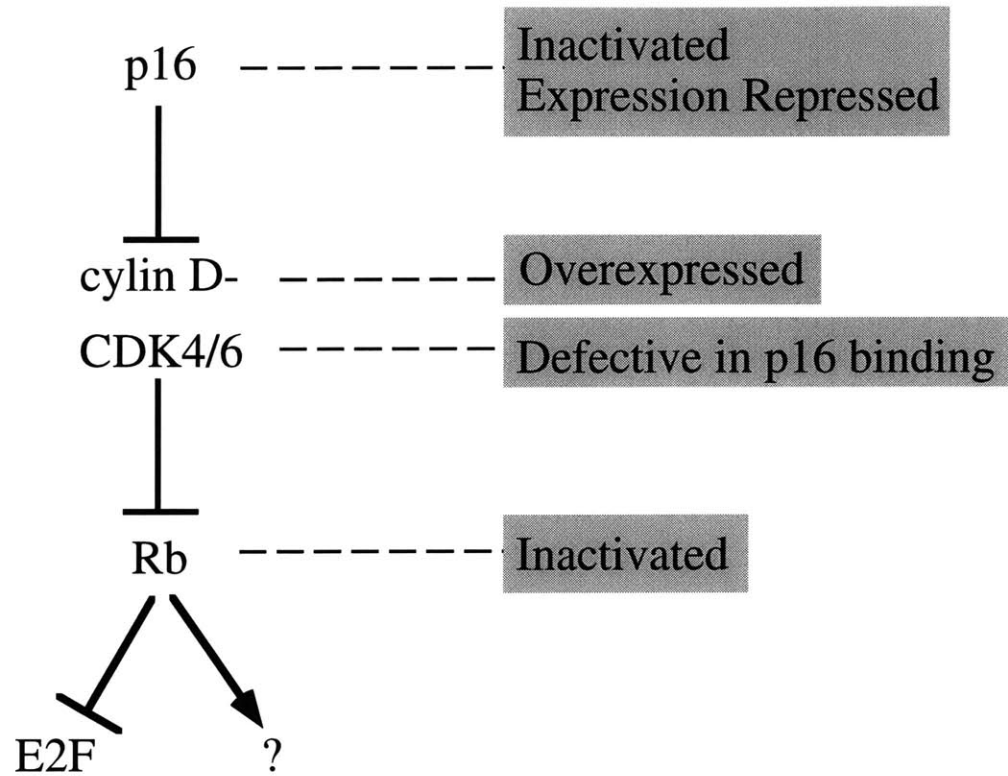 p16
Inactivated
Expression Repressed
cylin D-
Overexpressed
CDK4/6
Defective in p16 binding
Rb
Inactivated
E2F
?